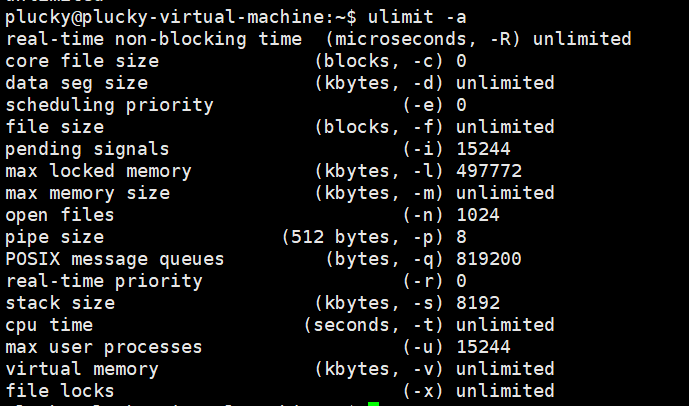 plucky@plucky-virtual-machine:~$ ulimit -a
real-time non-blocking time  (microseconds, -R) unlimited
core file size              (blocks, -c) 0
data seg size               (kbytes, -d) unlimited
scheduling priority                 (-e) 0
file size                   (blocks, -f) unlimited
pending signals                     (-i) 15244
max locked memory           (kbytes, -l) 497772
max memory size             (kbytes, -m) unlimited
open files                          (-n) 1024
pipe size                (512 bytes, -p) 8
POSIX message queues         (bytes, -q) 819200
real-time priority                  (-r) 0
stack size                  (kbytes, -s) 8192
cpu time                   (seconds, -t) unlimited
max user processes                  (-u) 15244
virtual memory              (kbytes, -v) unlimited
file locks                          (-x) unlimited